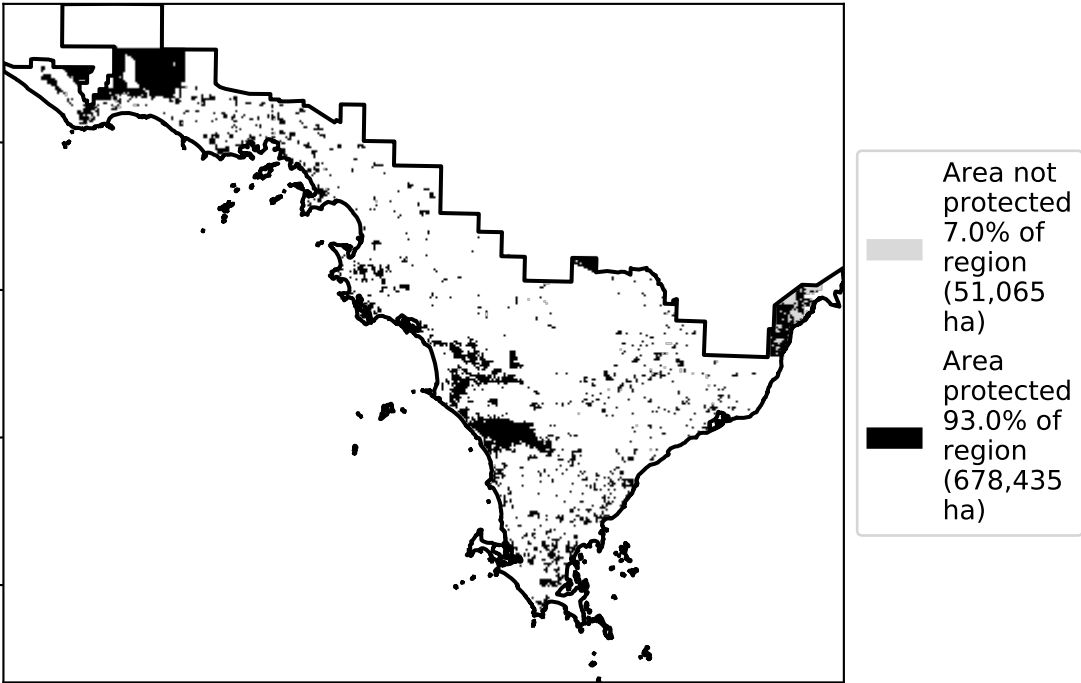 Area not
protected
7.0% of
region
(51,065
ha)
Area
protected
93.0% of
region
(678,435
ha)